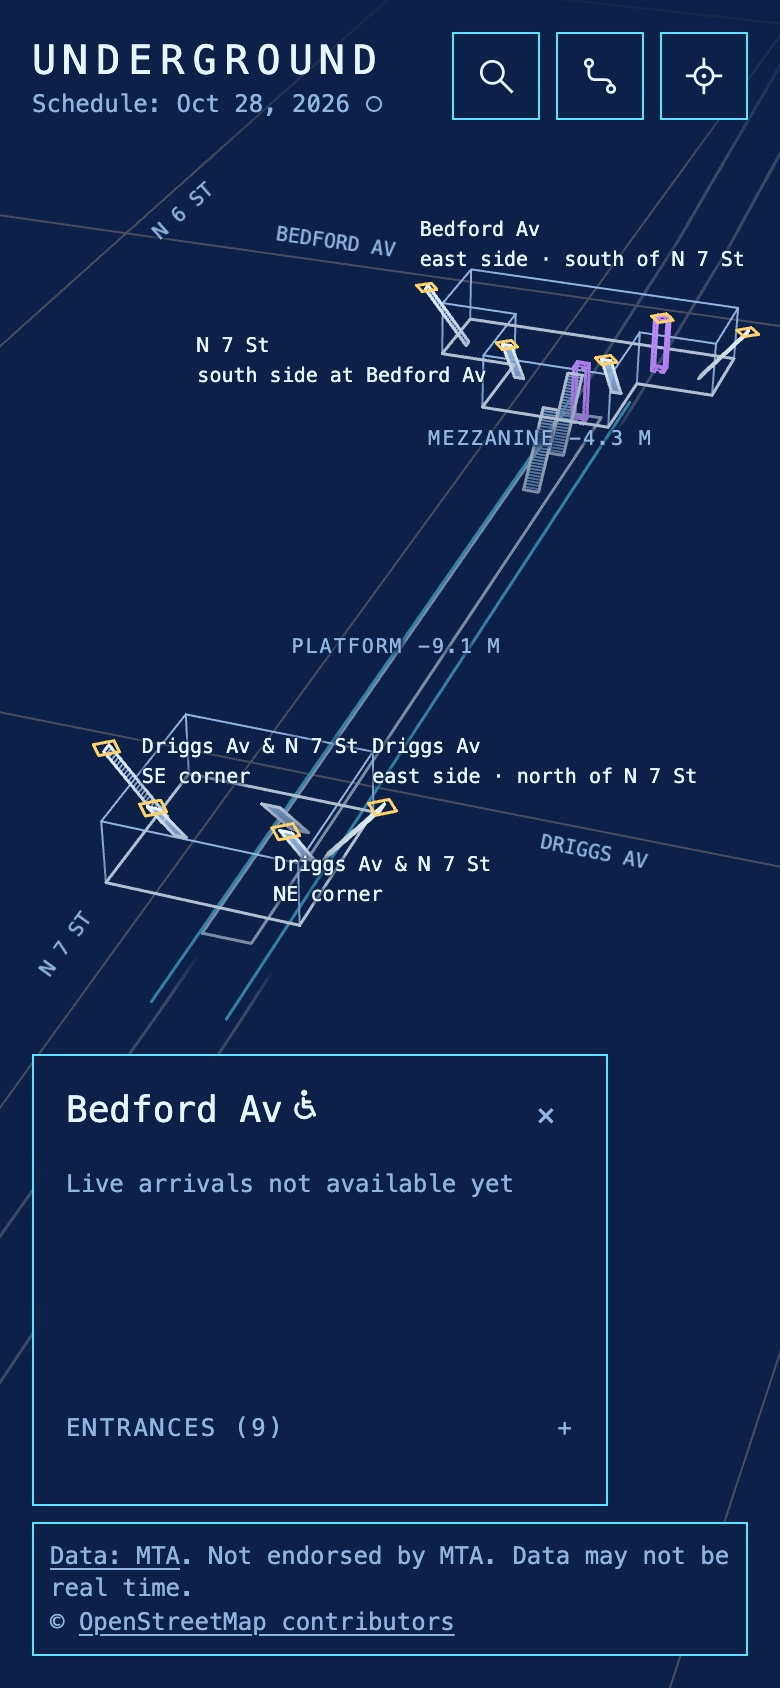 UNDERGROUND
Schedule: Oct 28, 2026
N 6 ST
BEDFORD AV
Bedford Av
east side · south of N 7 St
N 7 St
south side at Bedford Av
MEZZANINE −4.3 M
PLATFORM −9.1 M
Driggs Av & N 7 St
SE corner
Driggs Av
east side · north of N 7 St
DRIGGS AV
Driggs Av & N 7 St
NE corner
N 7 ST
Bedford Av
×
Live arrivals not available yet
ENTRANCES (9) +
Data: MTA. Not endorsed by MTA. Data may not be
real time.
© OpenStreetMap contributors